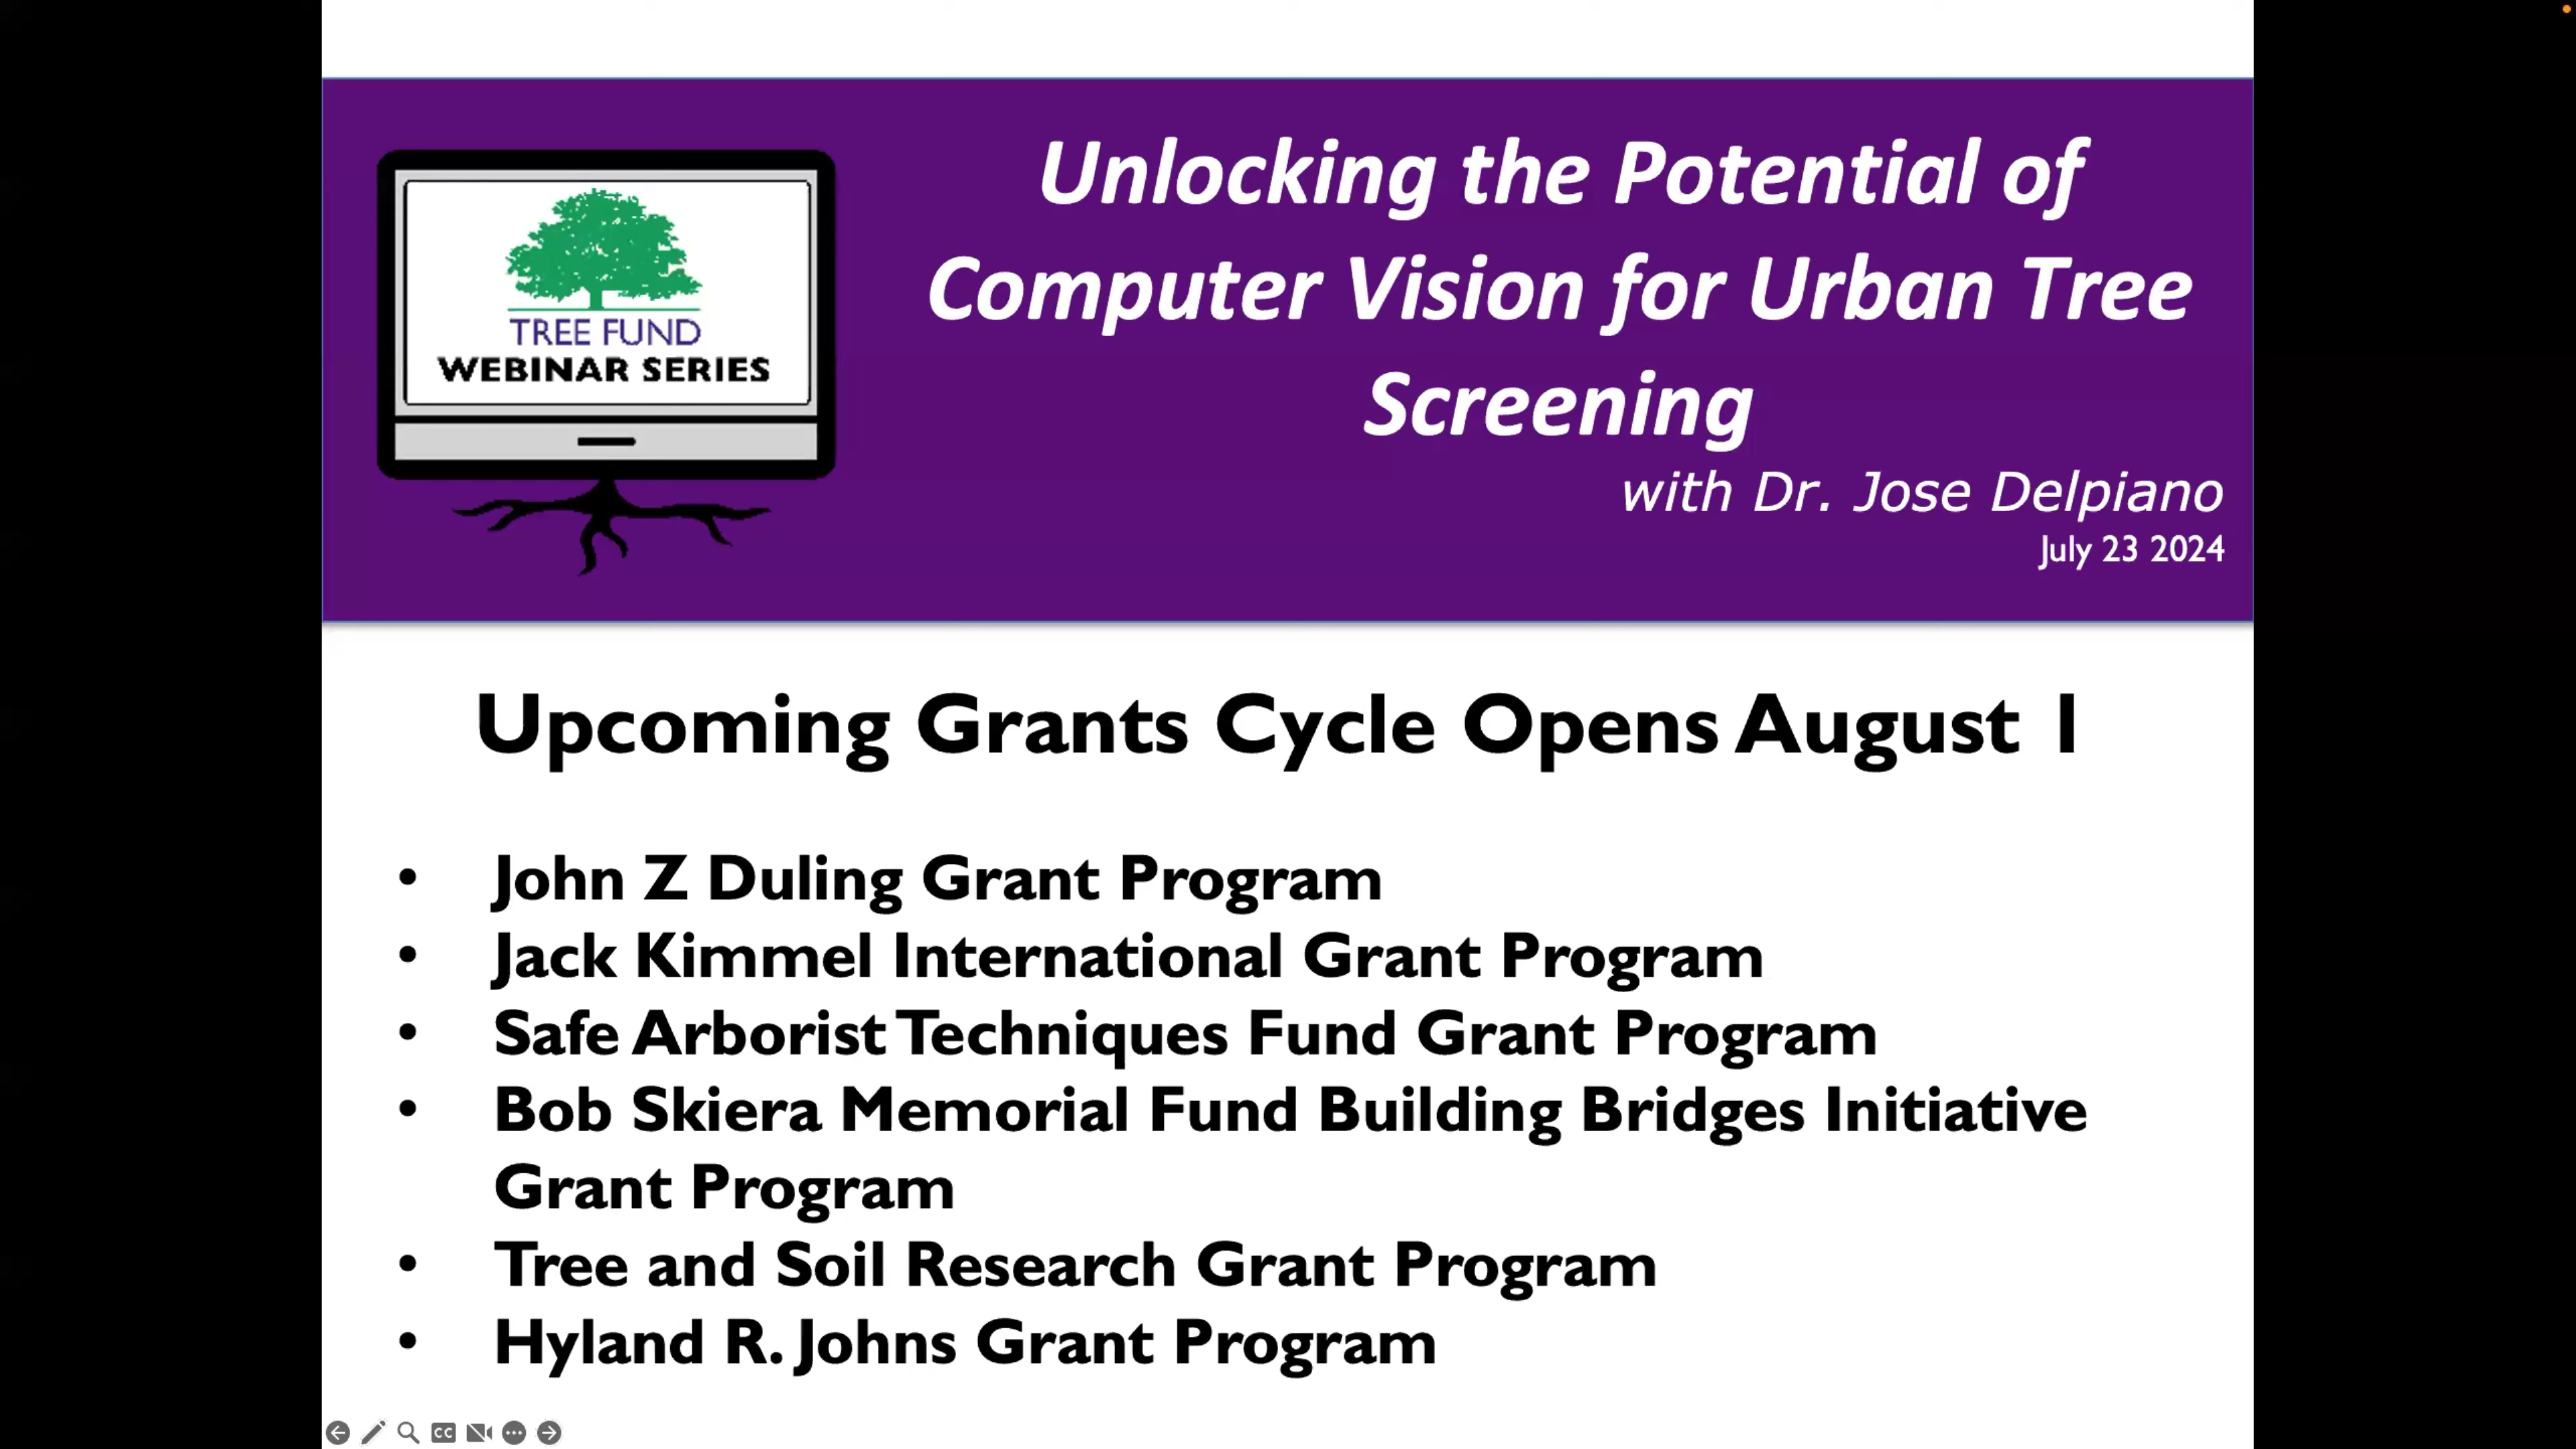 Unlocking the Potential of
Computer Vision for Urban Tree
Screening
with Dr. Jose Delpiano
July 23 2024
TREE FUND
WEBINAR SERIES
Upcoming Grants Cycle Opens August 1
• John Z Duling Grant Program
• Jack Kimmel International Grant Program
• Safe Arborist Techniques Fund Grant Program
• Bob Skiera Memorial Fund Building Bridges Initiative
Grant Program
• Tree and Soil Research Grant Program
• Hyland R. Johns Grant Program
CC